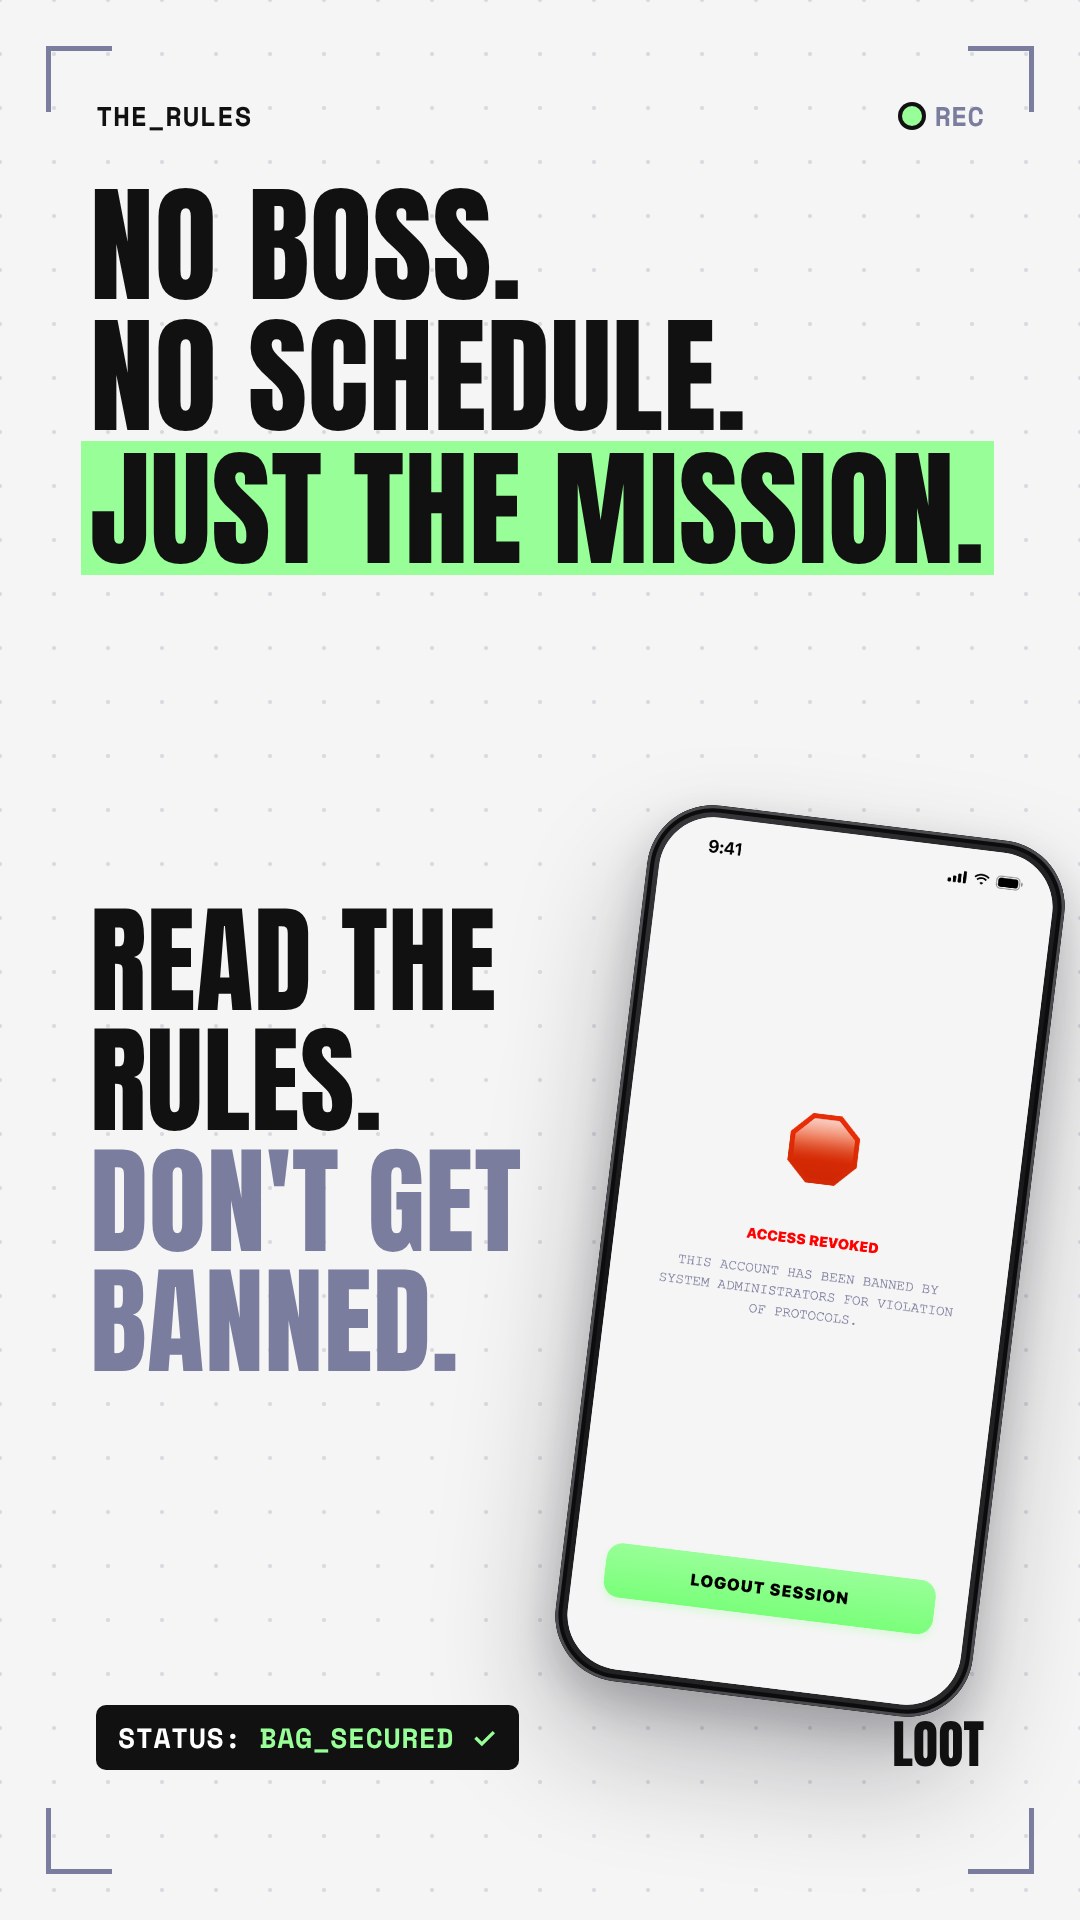 THE_RULES
REC
NO BOSS.
NO SCHEDULE.
JUST THE MISSION.
9:41
READ THE
RULES.
DON'T GET
BANNED.
ACCESS REVOKED
THIS ACCOUNT HAS BEEN BANNED BY
SYSTEM ADMINISTRATORS FOR VIOLATION
OF PROTOCOLS.
LOGOUT SESSION
STATUS: BAG_SECURED ✓
LOOT